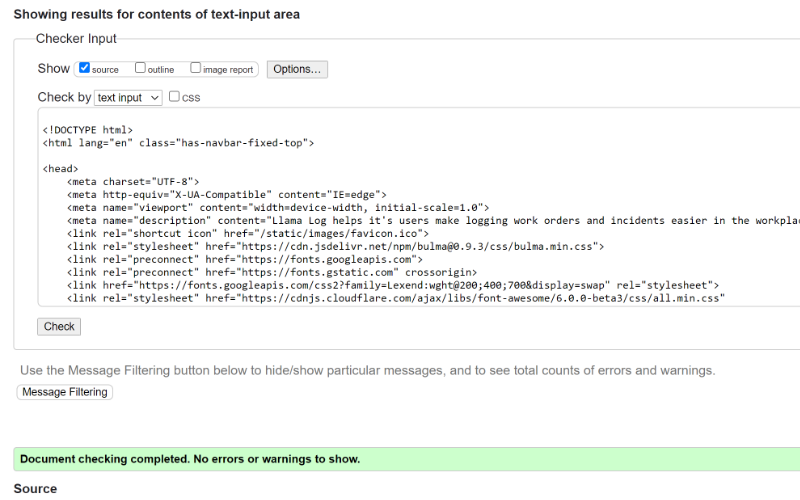 Showing results for contents of text-input area
Checker Input
Show source outline image report Options...
Check by text input css
<!DOCTYPE html>
<html lang="en" class="has-navbar-fixed-top">
<head>
<meta charset="UTF-8">
<meta http-equiv="X-UA-Compatible" content="IE=edge">
<meta name="viewport" content="width=device-width, initial-scale=1.0">
<meta name="description" content="Llama Log helps it's users make logging work orders and incidents easier in the
<link rel="shortcut icon" href="/static/images/favicon.ico">
<link rel="stylesheet" href="https://cdn.jsdelivr.net/npm/bulma@0.9.3/css/bulma.min.css">
<link rel="preconnect" href="https://fonts.googleapis.com">
<link rel="preconnect" href="https://fonts.gstatic.com" crossorigin>
<link href="https://fonts.googleapis.com/css2?family=Lexend:wght@200;400;700&display=swap" rel="stylesheet">
<link rel="stylesheet" href="https://cdnjs.cloudflare.com/ajax/libs/font-awesome/6.0.0-beta3/css/all.min.css"
Check
Use the Message Filtering button below to hide/show particular messages, and to see total counts of errors and warnings.
Message Filtering
Document checking completed. No errors or warnings to show.
Source